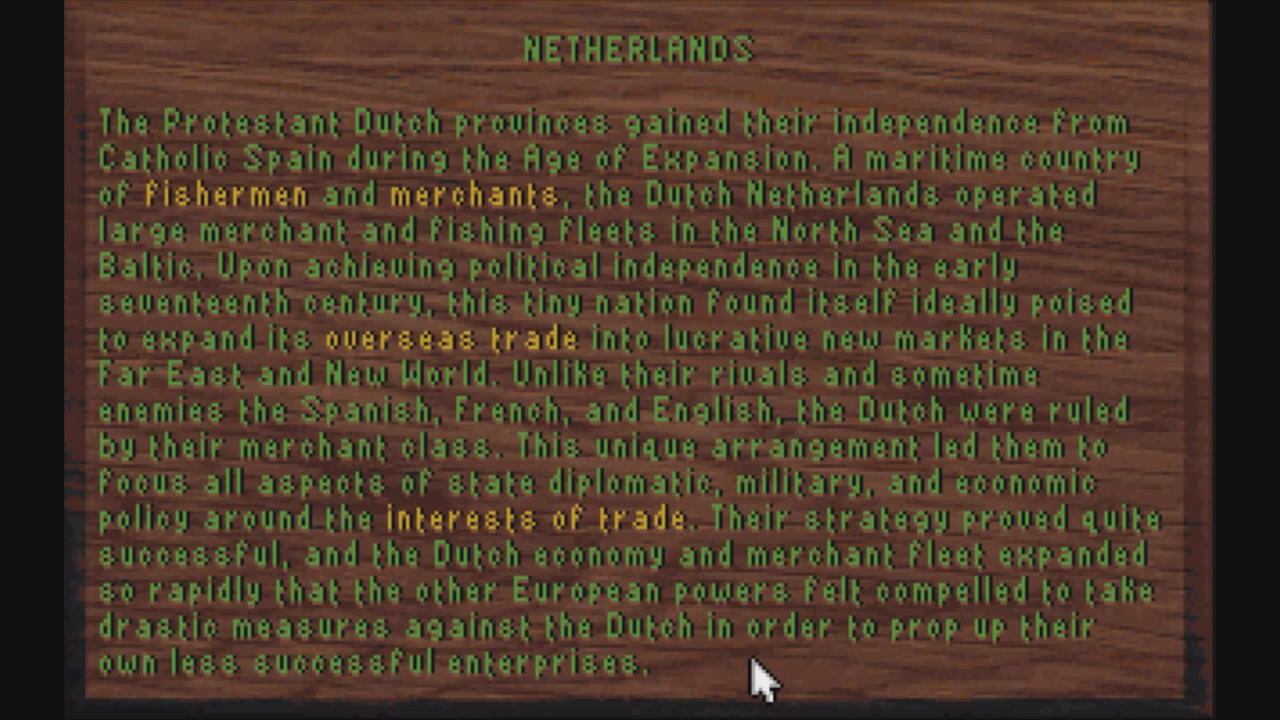 NETHERLANDS
The Protestant Dutch provinces gained their independence from
Catholic Spain during the Age of Expansion. A maritime country
of fishermen and merchants, the Dutch Netherlands operated
large merchant and fishing fleets in the North Sea and the
Baltic. Upon achieving political independence in the early
seventeenth century, this tiny nation found itself ideally poised
to expand its overseas trade into lucrative new markets in the
Far East and New World. Unlike their rivals and sometime
enemies the Spanish, French, and English, the Dutch were ruled
by their merchant class. This unique arrangement led them to
focus all aspects of state diplomatic, military, and economic
policy around the interests of trade. Their strategy proved quite
successful, and the Dutch economy and merchant fleet expanded
so rapidly that the other European powers felt compelled to take
drastic measures against the Dutch in order to prop up their
own less successful enterprises.